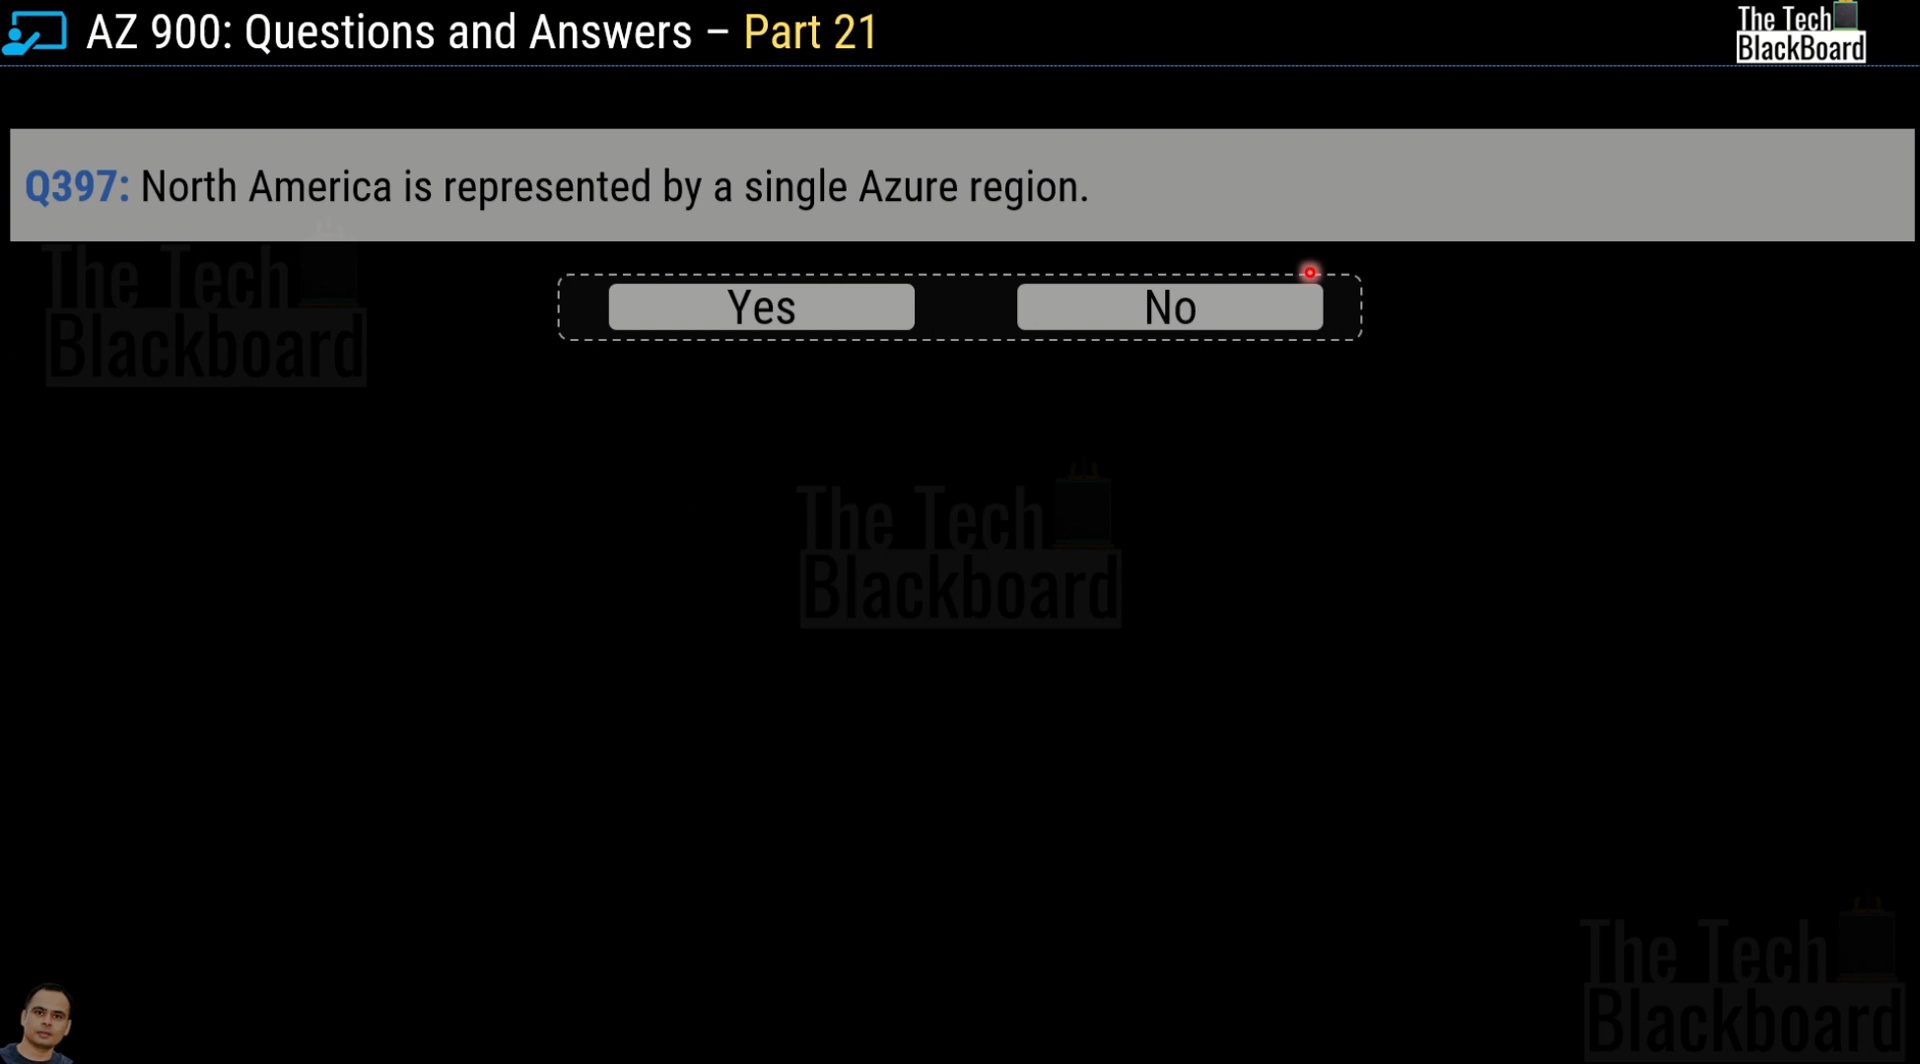 AZ 900: Questions and Answers – Part 21
The Tech
BlackBoard
Q397: North America is represented by a single Azure region.
Yes No
The Tech
Blackboard
The Tech
Blackboard
The Tech
Blackboard